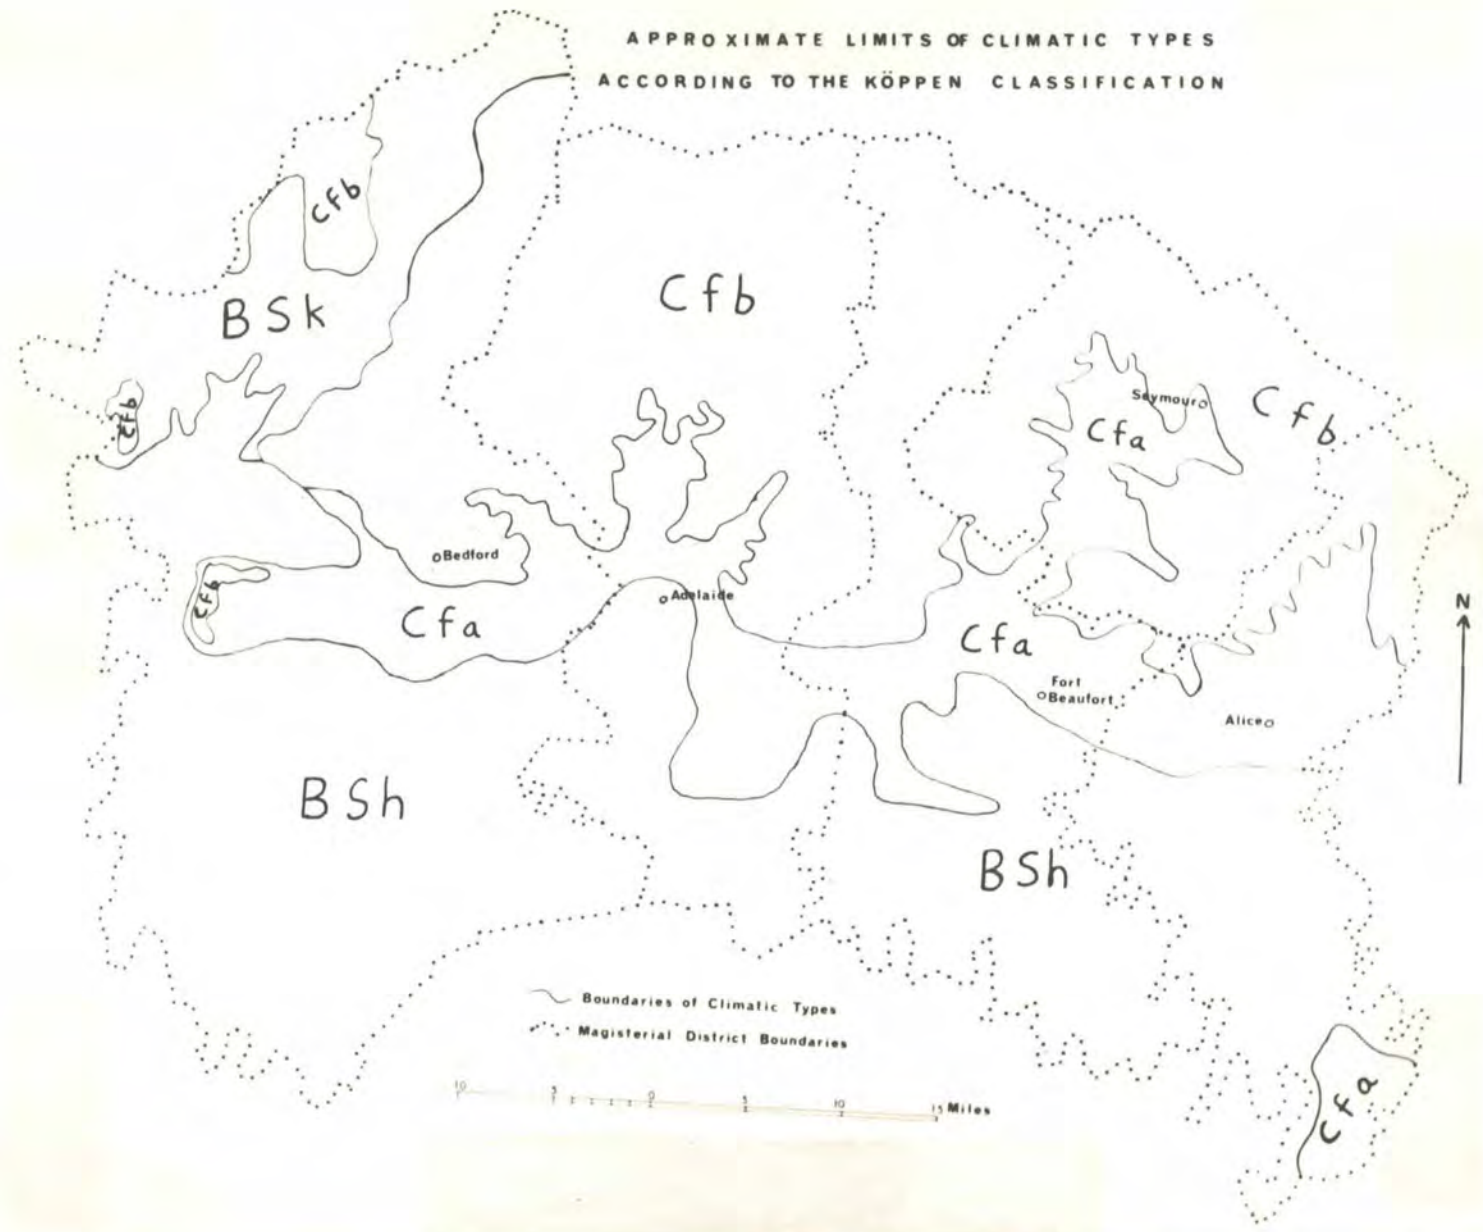 APPROXIMATE LIMITS OF CLIMATIC TYPES
ACCORDING TO THE KÖPPEN CLASSIFICATION
Cfb
BSk
Cfb
Cfb
Seymour
Cfb
Cfa
Bedford
Cfb
Adelaide
Cfa
Cfa
Fort
Beaufort
Alice
N
BSh
BSh
Boundaries of Climatic Types
Magisterial District Boundaries
10 5 0 5 10 15 Miles
Cfa